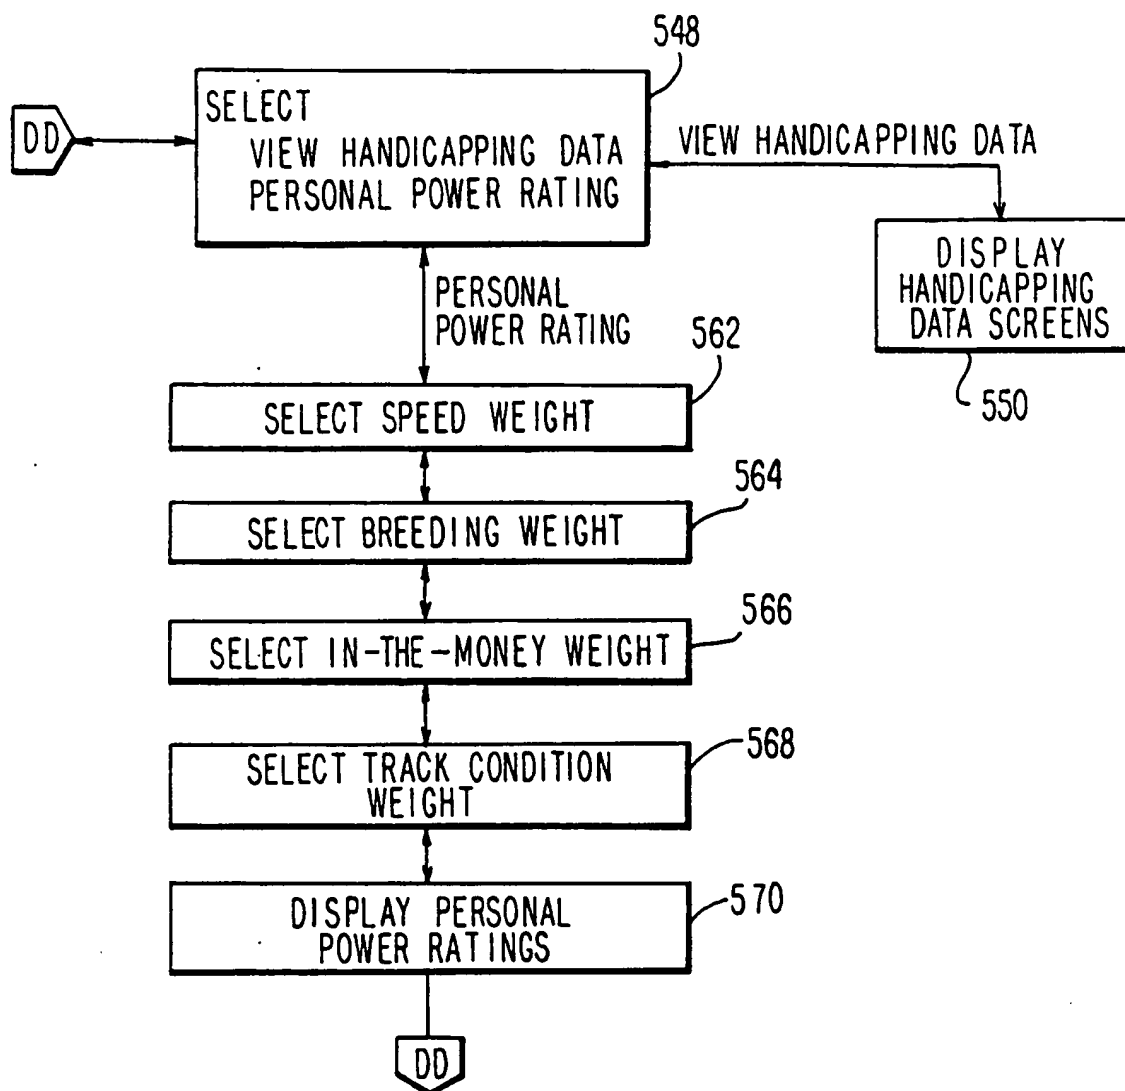 548
DD
SELECT
VIEW HANDICAPPING DATA
PERSONAL POWER RATING
VIEW HANDICAPPING DATA
DISPLAY
HANDICAPPING
DATA SCREENS
550
PERSONAL
POWER RATING
562
SELECT SPEED WEIGHT
564
SELECT BREEDING WEIGHT
566
SELECT IN-THE-MONEY WEIGHT
568
SELECT TRACK CONDITION
WEIGHT
570
DISPLAY PERSONAL
POWER RATINGS
DD